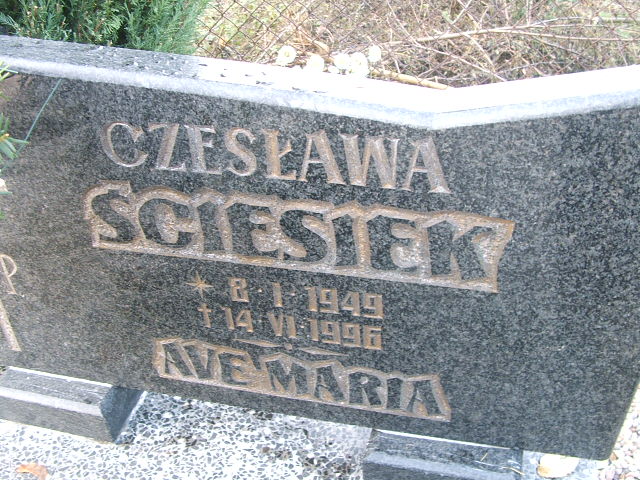 CZESŁAWA
SCIESIEK
* 8·I·1949
† 14 VI·1996
AVE MARIA